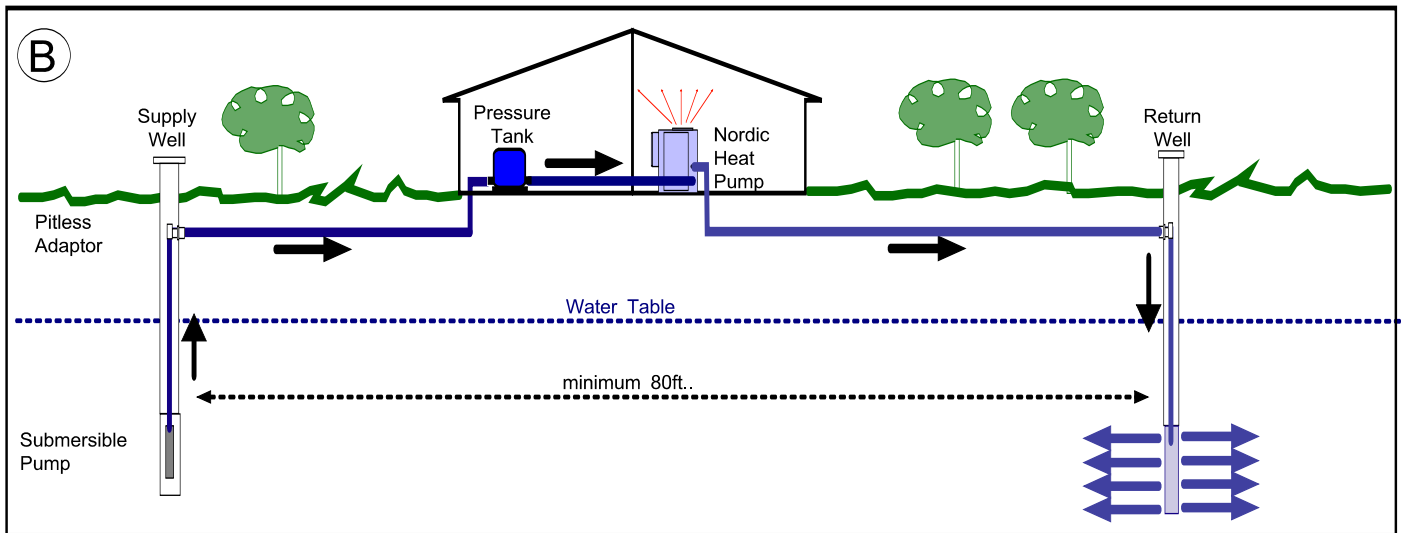 B
Supply
Well
Pressure
Tank
Nordic
Heat
Pump
Return
Well
Pitless
Adaptor
Water Table
minimum 80ft..
Submersible
Pump